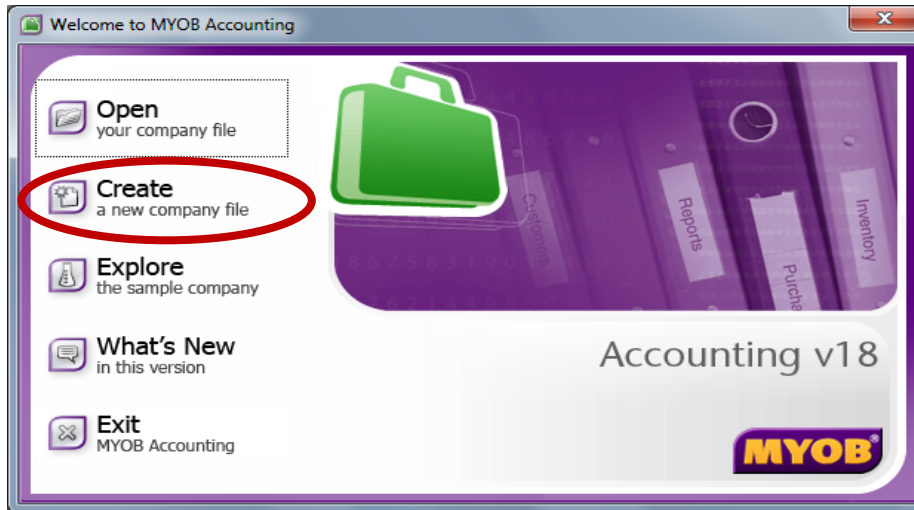 Welcome to MYOB Accounting
Open
your company file
Create
a new company file
Explore
the sample company
What's New
in this version
Exit
MYOB Accounting
Customers
Reports
Purcha
Inventory
Accounting v18
MYOB®